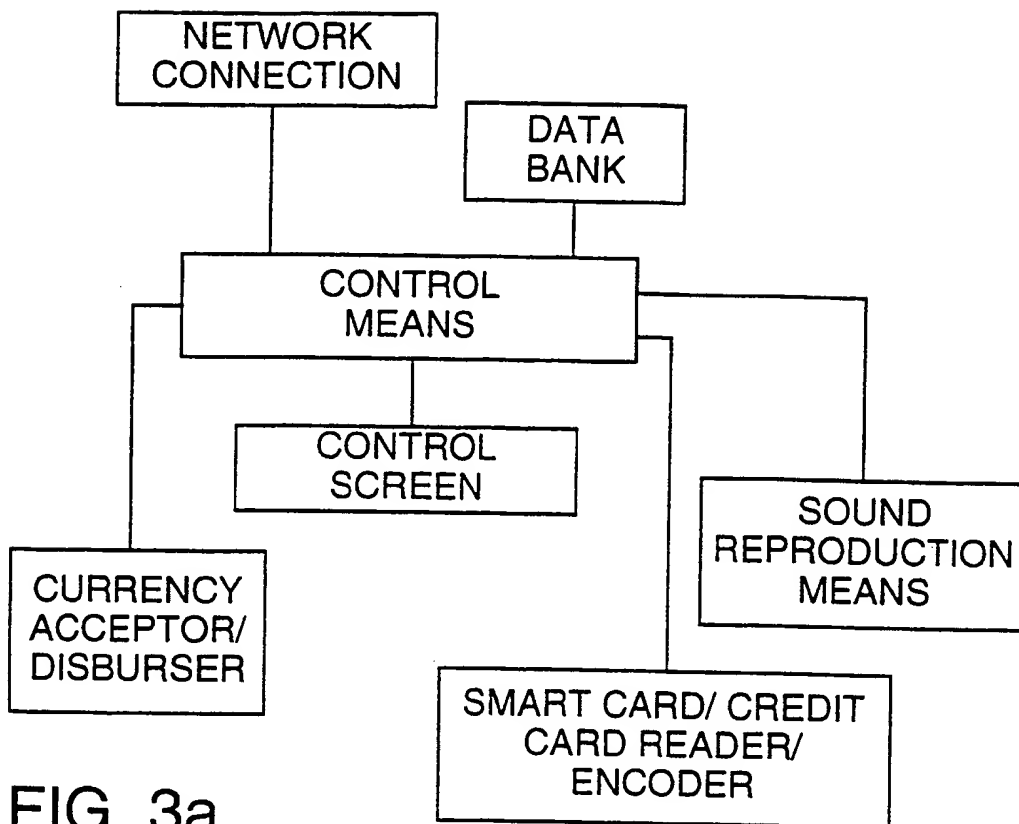 NETWORK
CONNECTION
DATA
BANK
CONTROL
MEANS
CONTROL
SCREEN
SOUND
REPRODUCTION
MEANS
CURRENCY
ACCEPTOR/
DISBURSER
SMART CARD/ CREDIT
CARD READER/
ENCODER
FIG. 3a